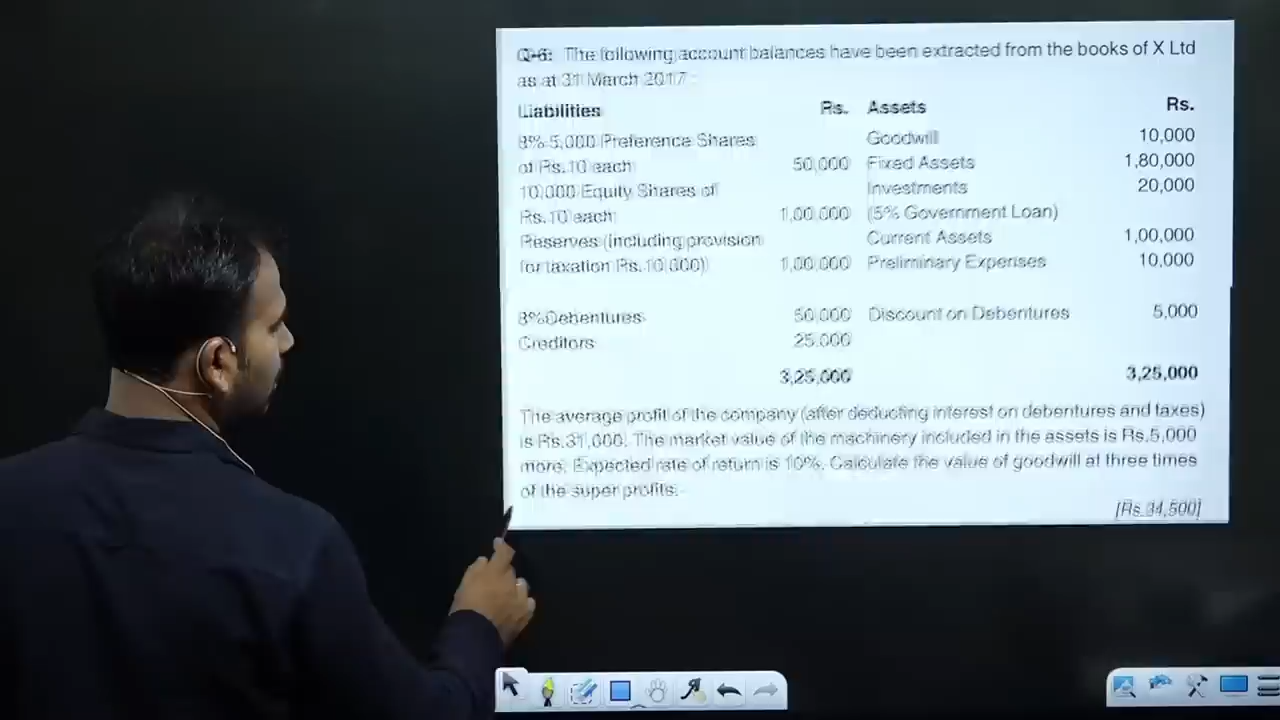 Q-6: The following account balances have been extracted from the books of X Ltd
as at 31 March 2017 :
Liabilities Rs. Assets Rs.
8% 5,000 Preference Shares Goodwill 10,000
of Rs.10 each 50,000 Fixed Assets 1,80,000
10,000 Equity Shares of Investments 20,000
Rs.10 each 1,00,000 (5% Government Loan)
Reserves (including provision Current Assets 1,00,000
for taxation Rs.10,000) 1,00,000 Preliminary Expenses 10,000
8%Debentures 50,000 Discount on Debentures 5,000
Creditors 25,000
3,25,000 3,25,000
The average profit of the company (after deducting interest on debentures and taxes)
is Rs.31,000. The market value of the machinery included in the assets is Rs.5,000
more. Expected rate of return is 10%. Calculate the value of goodwill at three times
of the super profits.
[Rs.34,500]